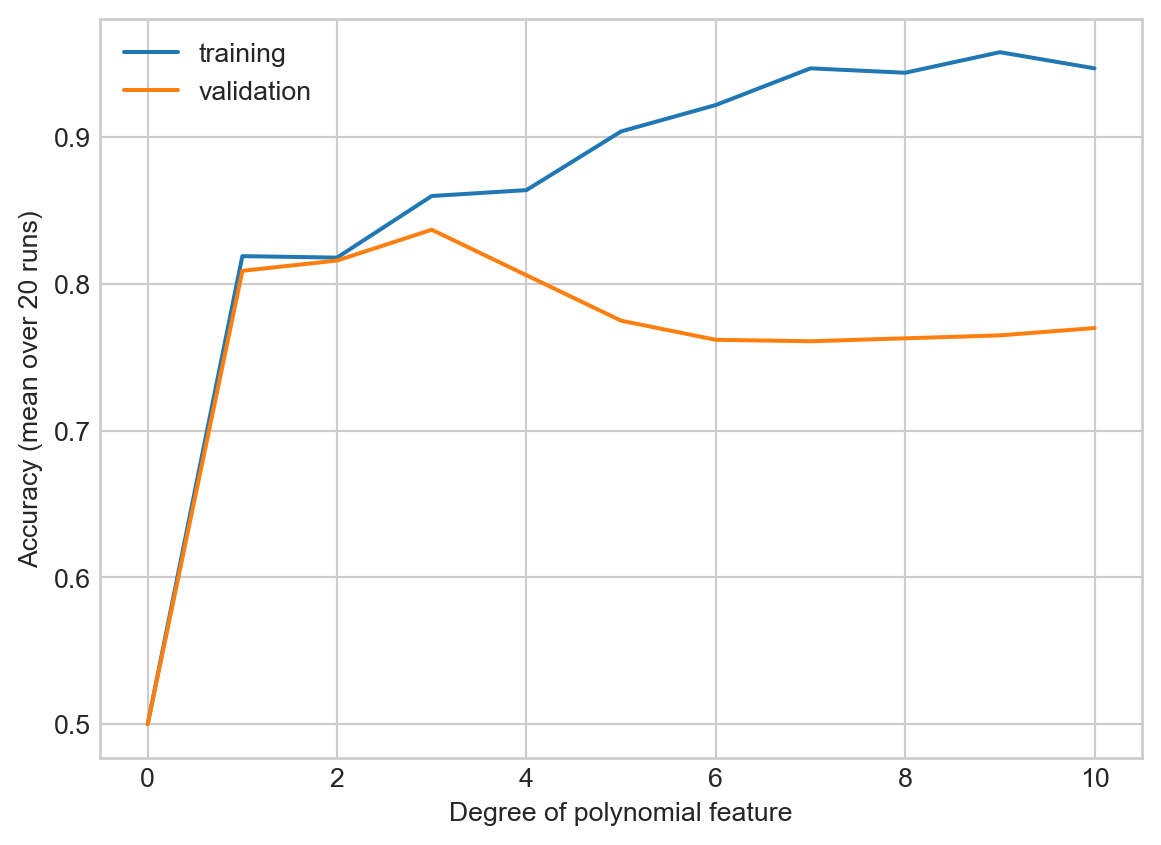 training
validation
0.9
0.8
0.7
0.6
0.5
Accuracy (mean over 20 runs)
0 2 4 6 8 10
Degree of polynomial feature